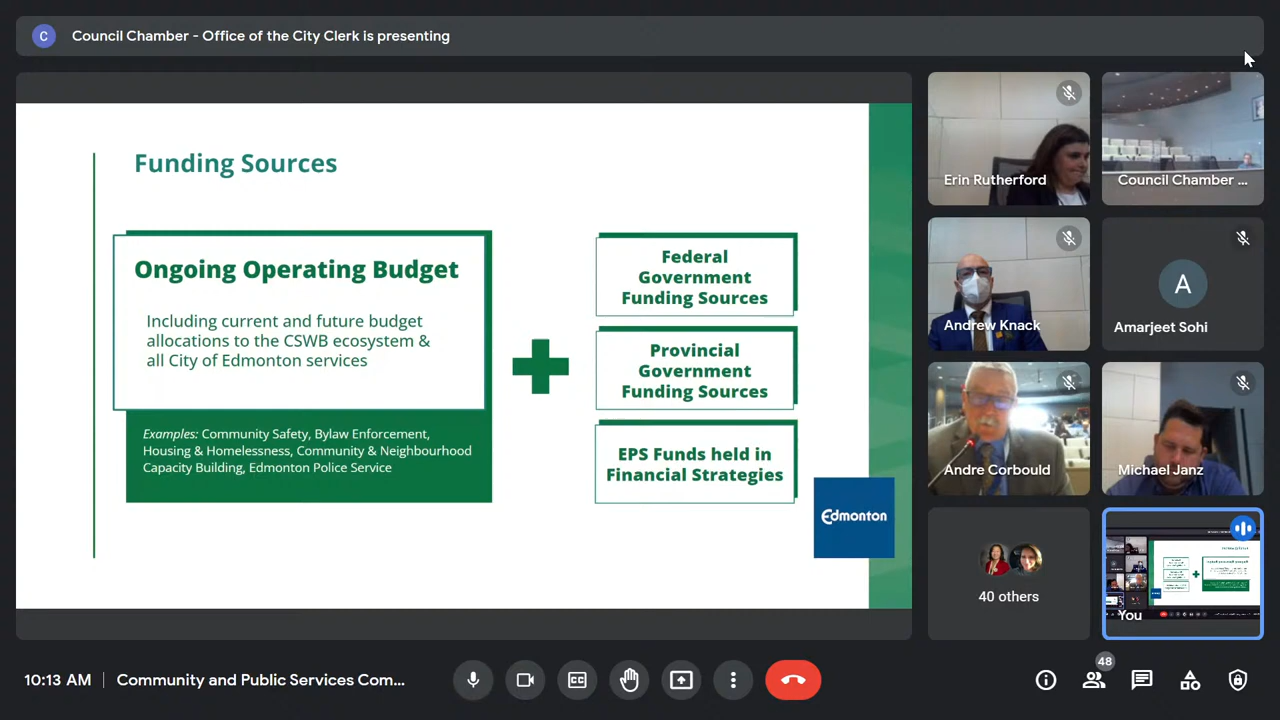 C
Council Chamber - Office of the City Clerk is presenting
Funding Sources
Ongoing Operating Budget
Including current and future budget
allocations to the CSWB ecosystem &
all City of Edmonton services
Examples: Community Safety, Bylaw Enforcement,
Housing & Homelessness, Community & Neighbourhood
Capacity Building, Edmonton Police Service
Federal
Government
Funding Sources
Provincial
Government
Funding Sources
EPS Funds held in
Financial Strategies
Edmonton
Erin Rutherford
Council Chamber ...
Andrew Knack
A
Amarjeet Sohi
Andre Corbould
Michael Janz
40 others
You
10:13 AM
Community and Public Services Com...
CC
48